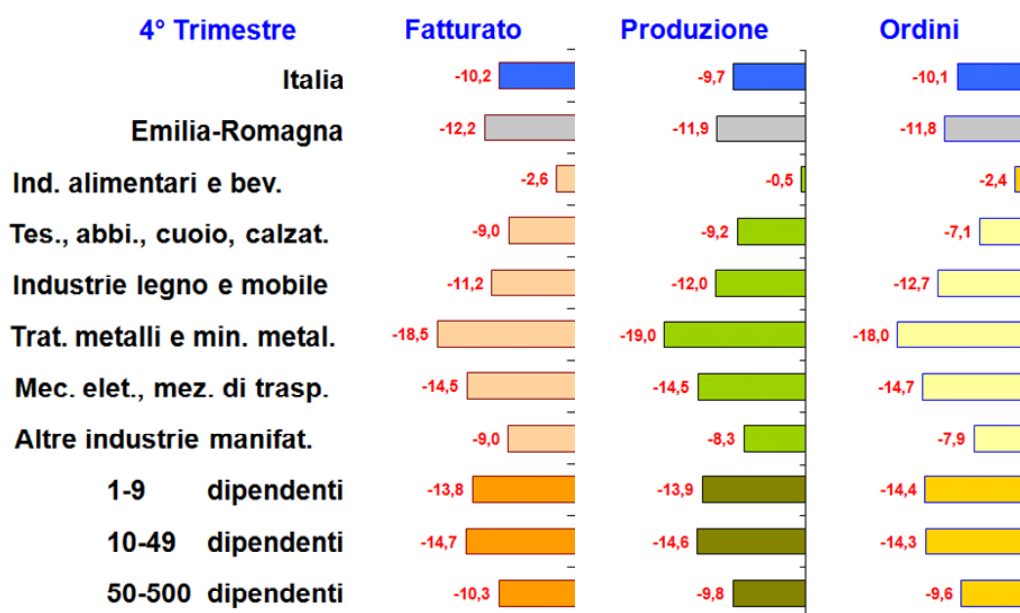 4° Trimestre Fatturato Produzione Ordini
Italia -10,2 -9,7 -10,1
Emilia-Romagna -12,2 -11,9 -11,8
Ind. alimentari e bev. -2,6 -0,5 -2,4
Tes., abbi., cuoio, calzat. -9,0 -9,2 -7,1
Industrie legno e mobile -11,2 -12,0 -12,7
Trat. metalli e min. metal. -18,5 -19,0 -18,0
Mec. elet., mez. di trasp. -14,5 -14,5 -14,7
Altre industrie manifat. -9,0 -8,3 -7,9
1-9 dipendenti -13,8 -13,9 -14,4
10-49 dipendenti -14,7 -14,6 -14,3
50-500 dipendenti -10,3 -9,8 -9,6